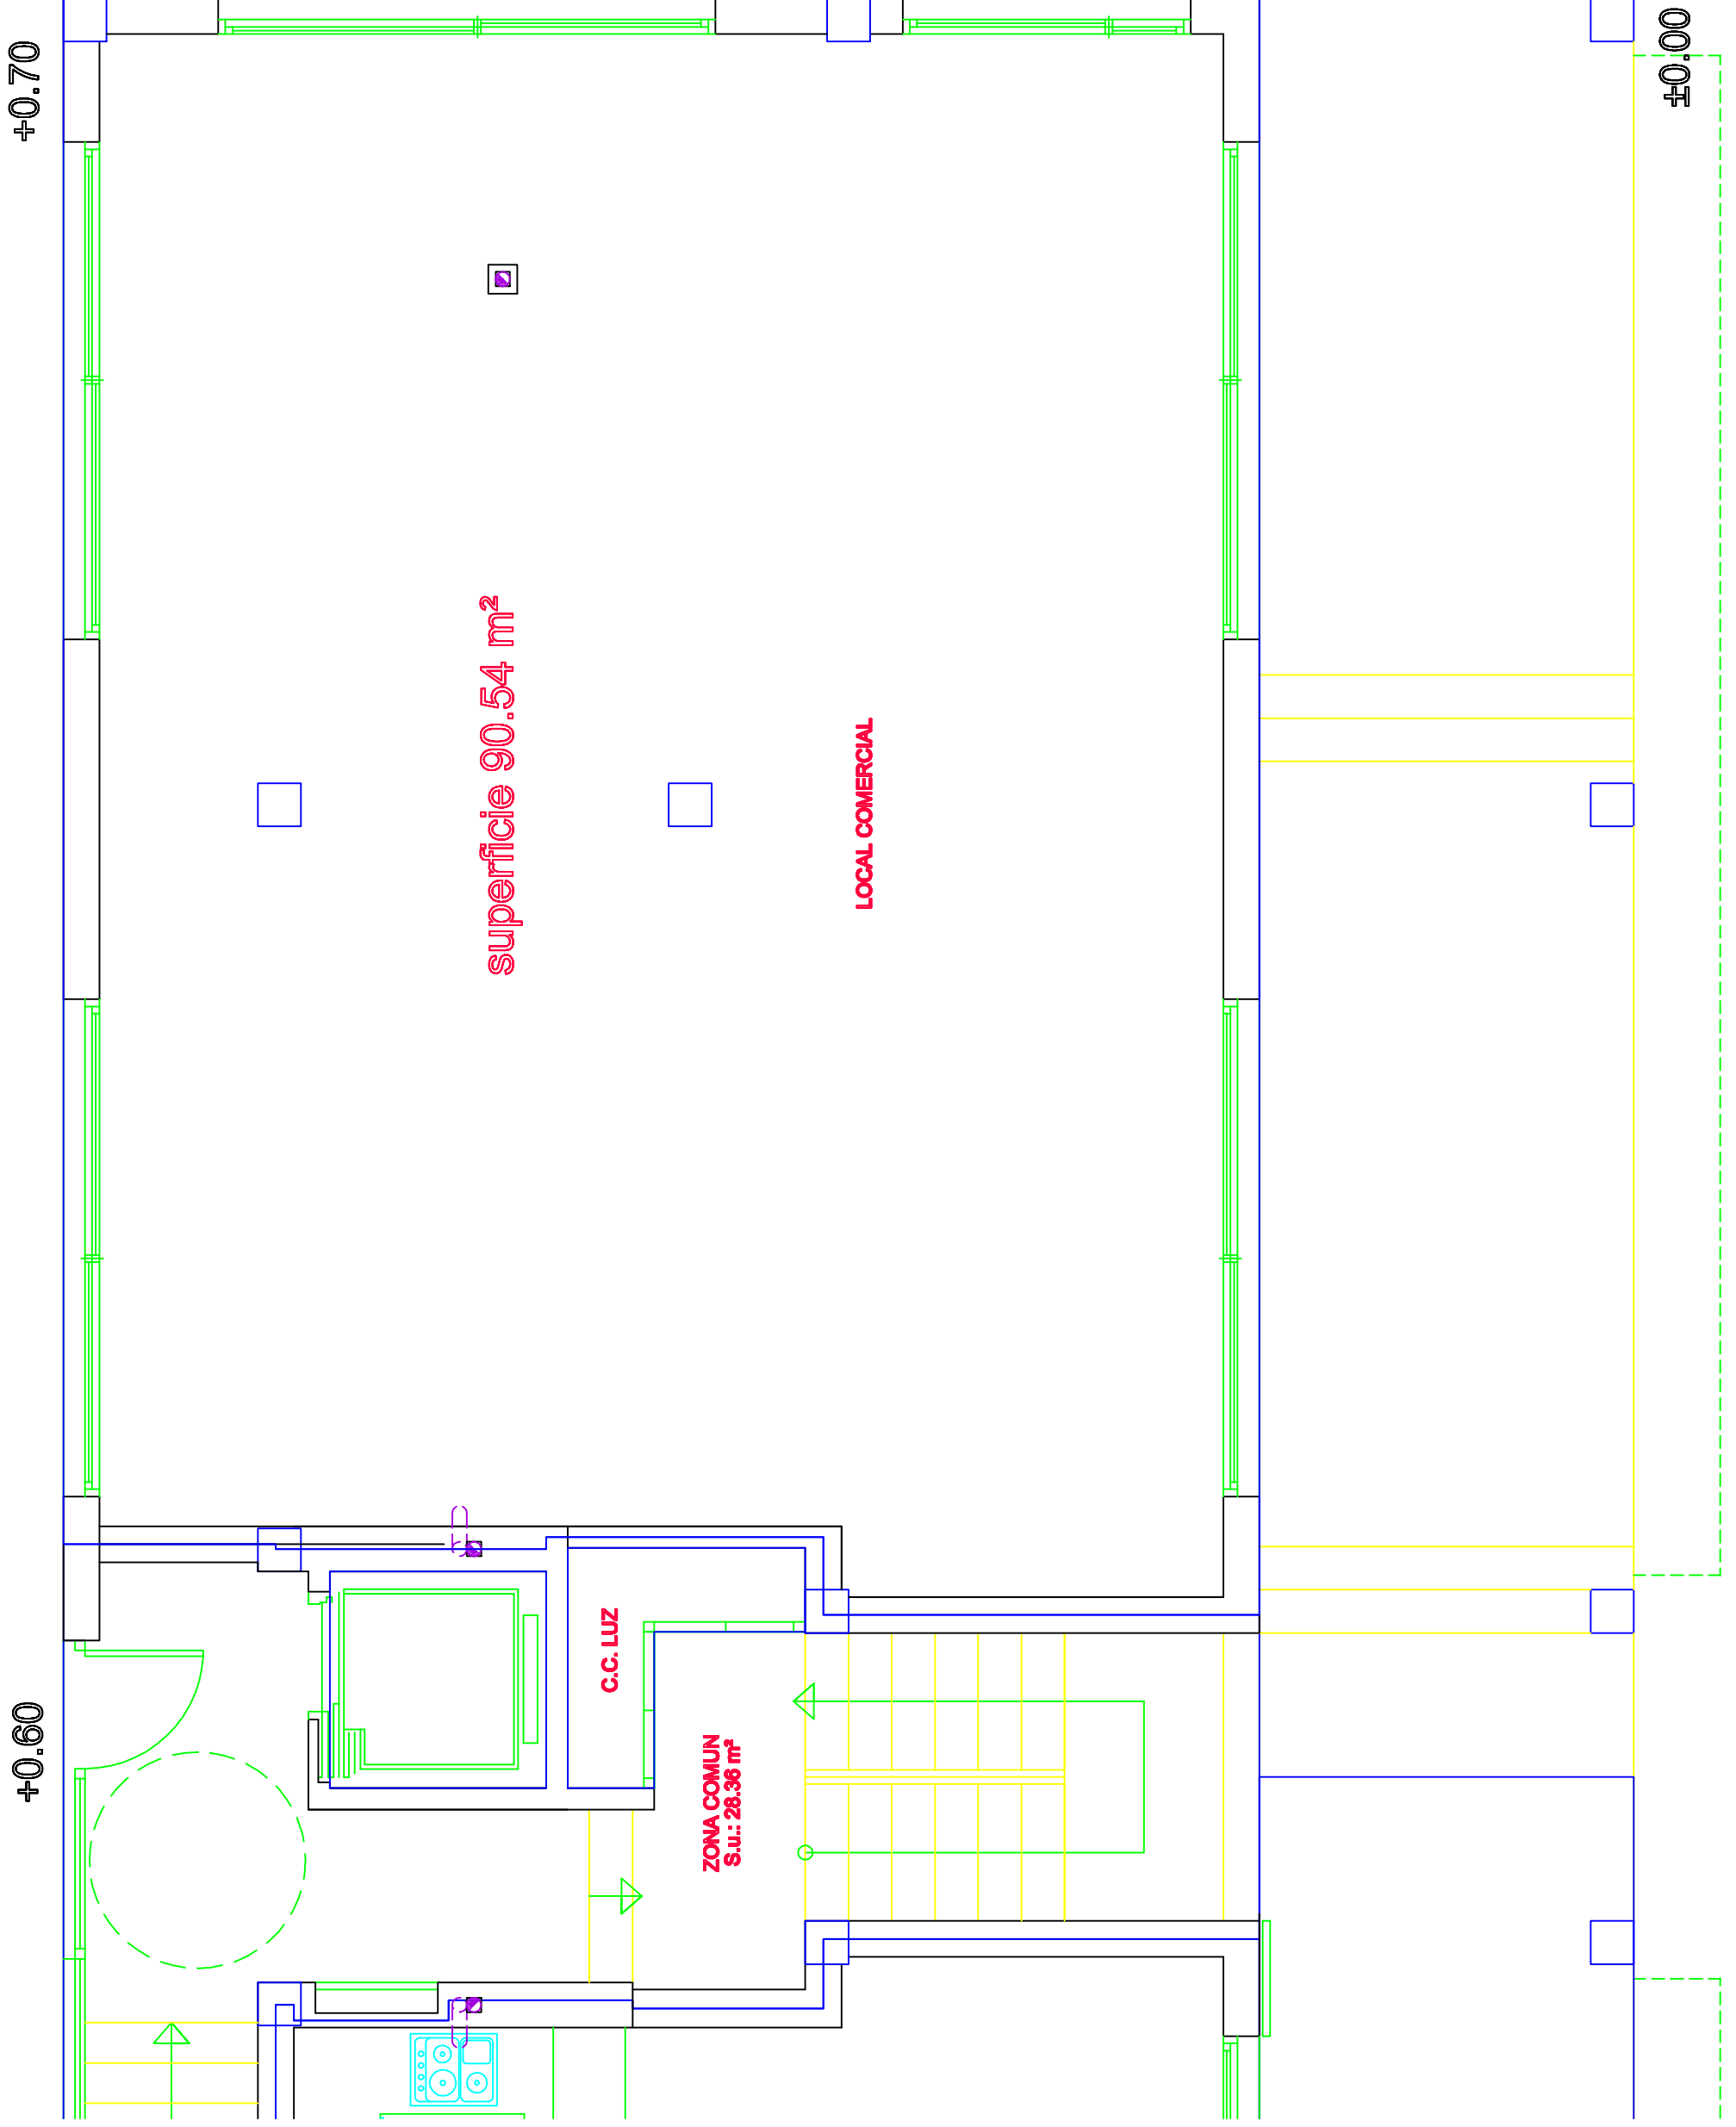 +0.70
±0.00
superficie 90.54 m²
LOCAL COMERCIAL
C.C. LUZ
ZONA COMUN
S.u.: 28.36 m²
+0.60